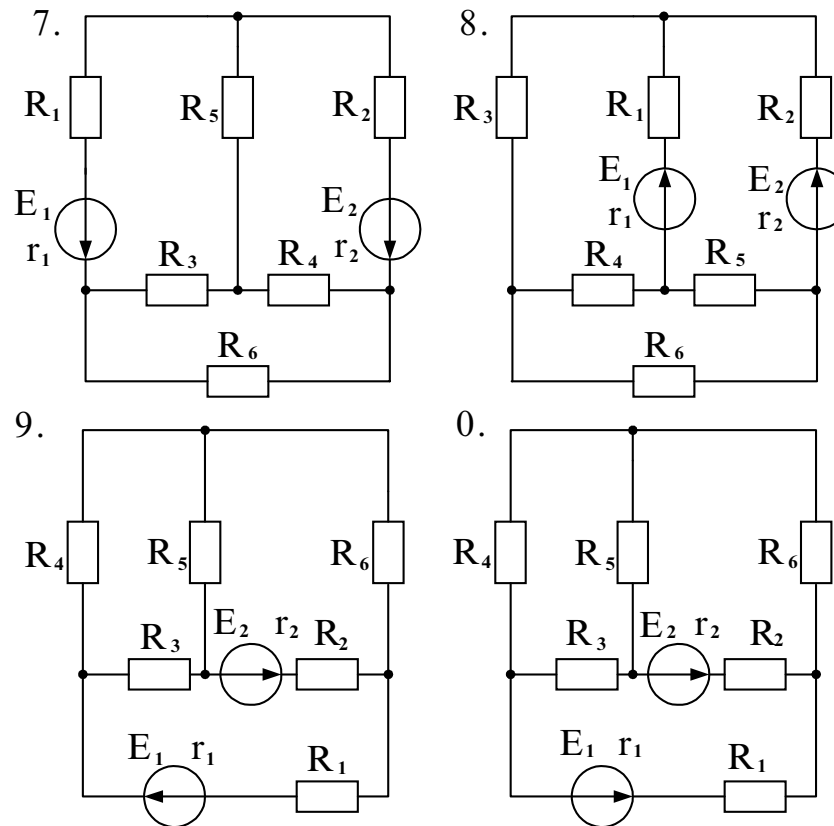 7.
R₁ R₅ R₂
E₁ r₁ E₂ r₂
R₃ R₄
R₆
8.
R₃ R₁ R₂
E₁ r₁ E₂ r₂
R₄ R₅
R₆
9.
R₄ R₅ R₆
R₃ E₂ r₂ R₂
E₁ r₁ R₁
0.
R₄ R₅ R₆
R₃ E₂ r₂ R₂
E₁ r₁ R₁